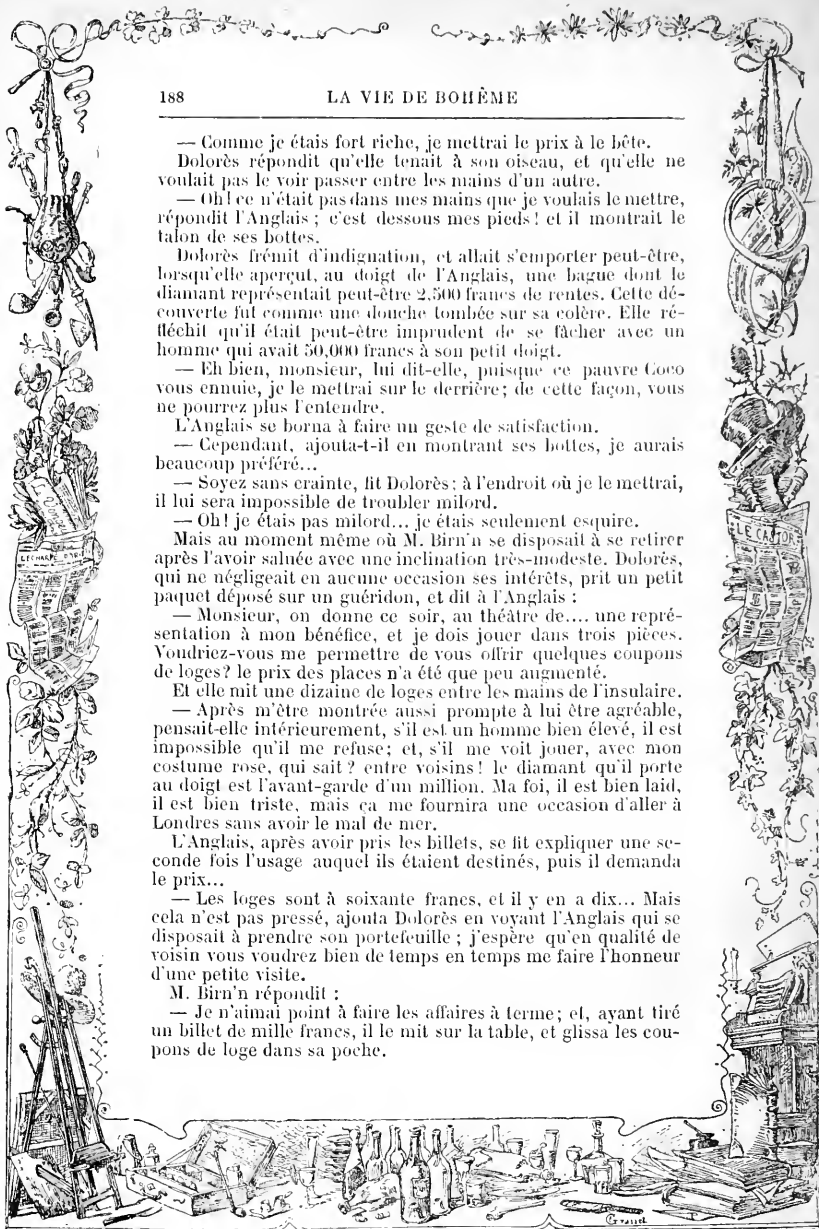 188 LA VIE DE BOHÊME
— Comme je étais fort riche, je mettrai le prix à le bête.
Dolorès répondit qu'elle tenait à son oiseau, et qu'elle ne
voulait pas le voir passer entre les mains d'un autre.
— Oh! ce n'était pas dans mes mains que je voulais le mettre,
répondit l'Anglais; c'est dessous mes pieds! et il montrait le
talon de ses bottes.
Dolorès frémit d'indignation, et allait s'emporter peut-être,
lorsqu'elle aperçut, au doigt de l'Anglais, une bague dont le
diamant représentait peut-être 2,500 francs de rentes. Cette dé-
couverte fut comme une douche tombée sur sa colère. Elle ré-
fléchit qu'il était peut-être imprudent de se fâcher avec un
homme qui avait 50,000 francs à son petit doigt.
— Eh bien, monsieur, lui dit-elle, puisque ce pauvre Coco
vous ennuie, je le mettrai sur le derrière; de cette façon, vous
ne pourrez plus l'entendre.
L'Anglais se borna à faire un geste de satisfaction.
— Cependant, ajouta-t-il en montrant ses bottes, je aurais
beaucoup préféré...
— Soyez sans crainte, fit Dolorès; à l'endroit où je le mettrai,
il lui sera impossible de troubler milord.
— Oh! je étais pas milord... je étais seulement esquire.
Mais au moment même où M. Birn'n se disposait à se retirer
après l'avoir saluée avec une inclination très-modeste. Dolorès,
qui ne négligeait en aucune occasion ses intérêts, prit un petit
paquet déposé sur un guéridon, et dit à l'Anglais :
— Monsieur, on donne ce soir, au théâtre de.... une repré-
sentation à mon bénéfice, et je dois jouer dans trois pièces.
Voudriez-vous me permettre de vous offrir quelques coupons
de loges? le prix des places n'a été que peu augmenté.
Et elle mit une dizaine de loges entre les mains de l'insulaire.
— Après m'être montrée aussi prompte à lui être agréable,
pensait-elle intérieurement, s'il est un homme bien élevé, il est
impossible qu'il me refuse; et, s'il me voit jouer, avec mon
costume rose, qui sait? entre voisins! le diamant qu'il porte
au doigt est l'avant-garde d'un million. Ma foi, il est bien laid,
il est bien triste, mais ça me fournira une occasion d'aller à
Londres sans avoir le mal de mer.
L'Anglais, après avoir pris les billets, se fit expliquer une se-
conde fois l'usage auquel ils étaient destinés, puis il demanda
le prix...
— Les loges sont à soixante francs, et il y en a dix... Mais
cela n'est pas pressé, ajouta Dolorès en voyant l'Anglais qui se
disposait à prendre son portefeuille; j'espère qu'en qualité de
voisin vous voudrez bien de temps en temps me faire l'honneur
d'une petite visite.
M. Birn'n répondit :
— Je n'aimai point à faire les affaires à terme; et, ayant tiré
un billet de mille francs, il le mit sur la table, et glissa les cou-
pons de loge dans sa poche.
LE CASTOR